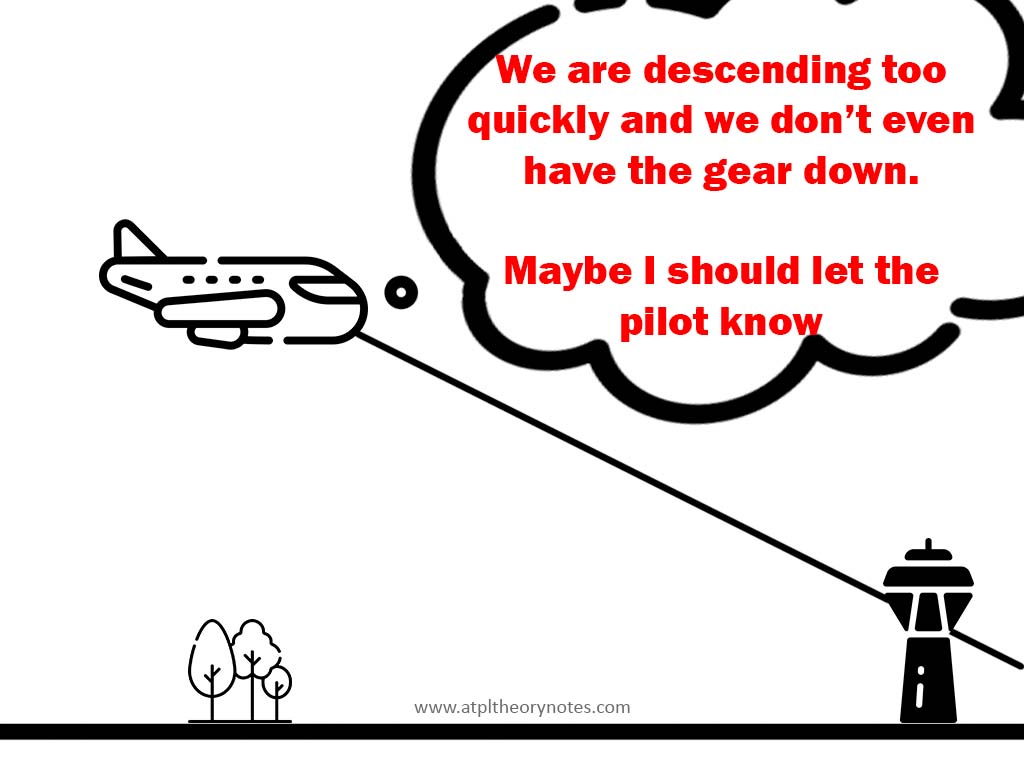 We are descending too
quickly and we don’t even
have the gear down.
Maybe I should let the
pilot know
www.atpltheorynotes.com